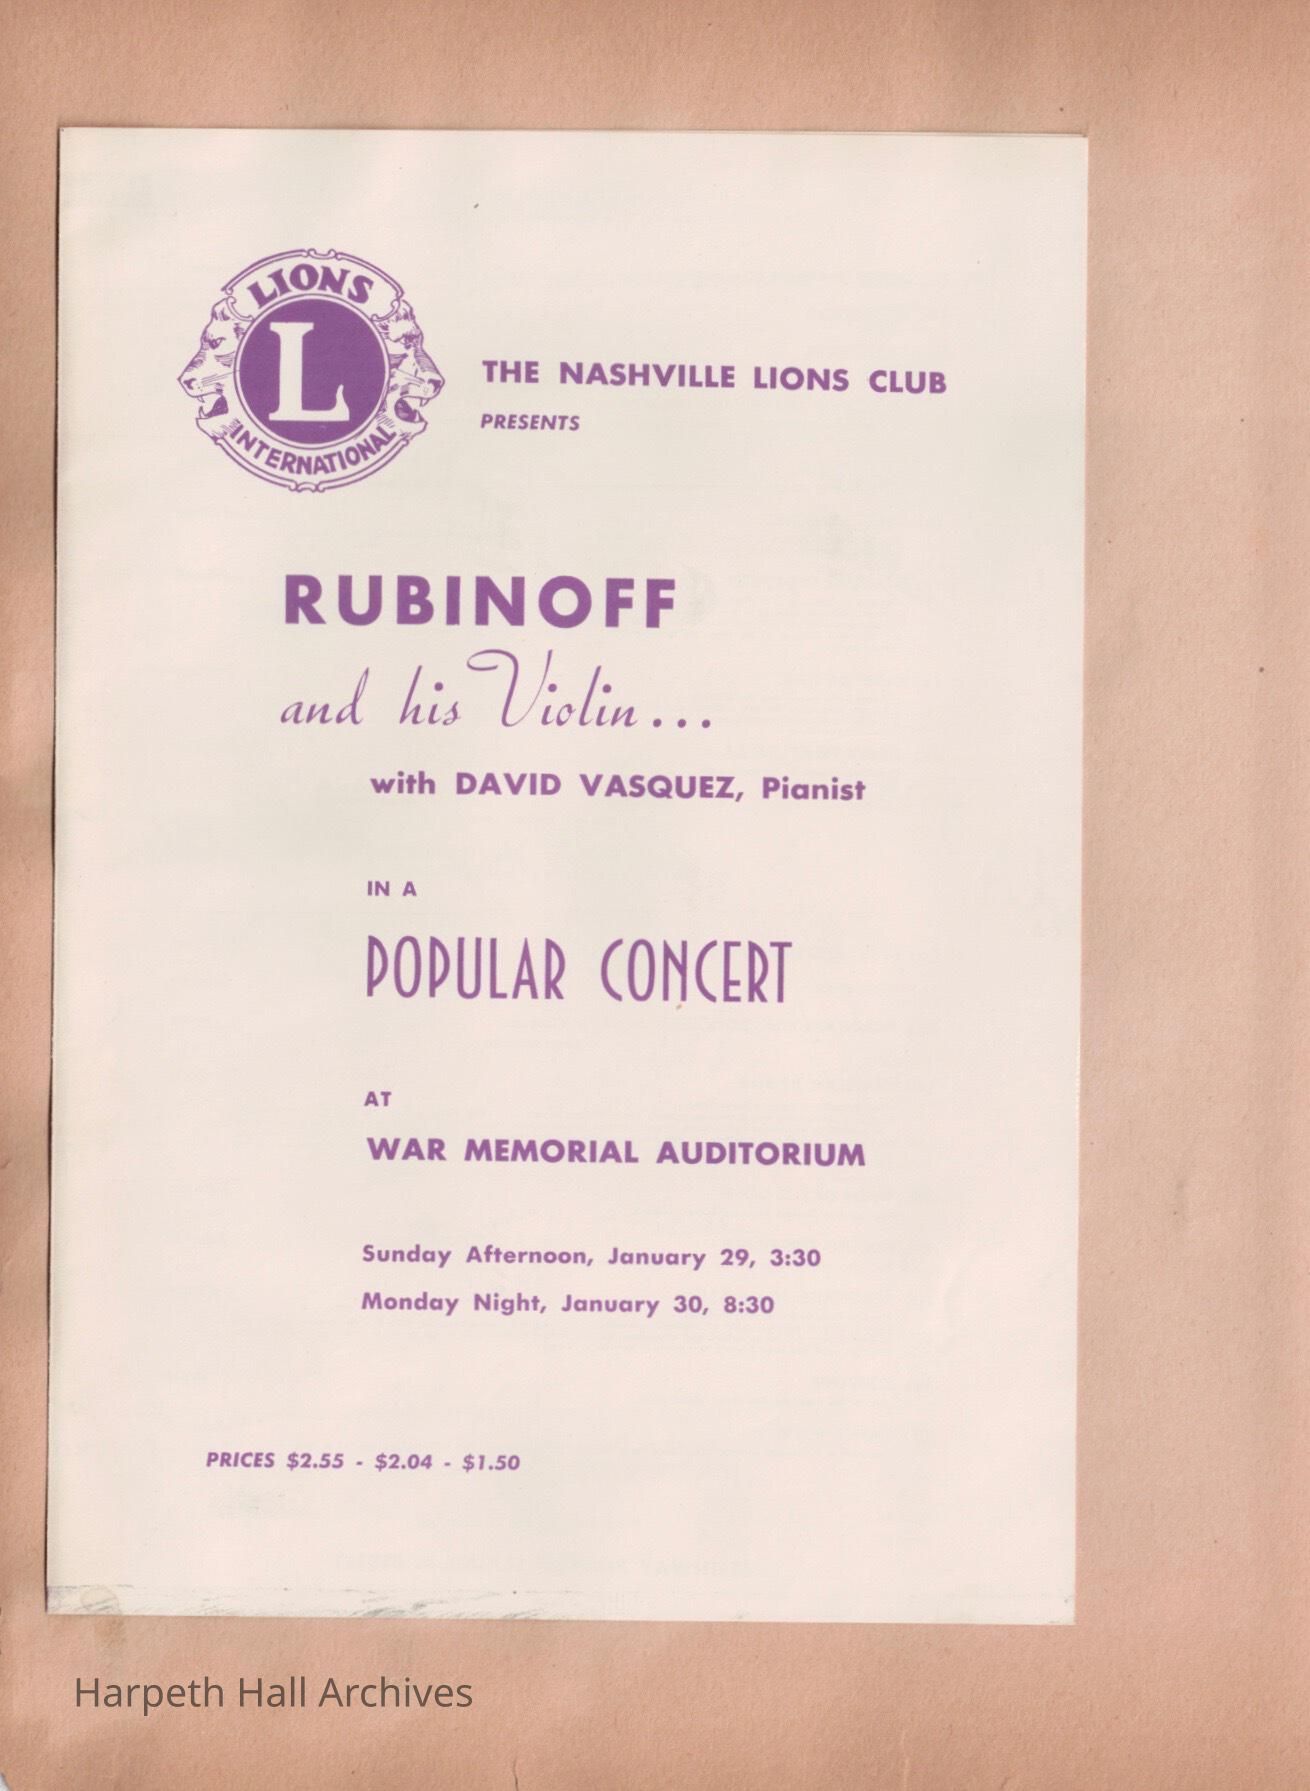 LIONS
L
INTERNATIONAL
THE NASHVILLE LIONS CLUB
PRESENTS
RUBINOFF
and his Violin...
with DAVID VASQUEZ, Pianist
IN A
POPULAR CONCERT
AT
WAR MEMORIAL AUDITORIUM
Sunday Afternoon, January 29, 3:30
Monday Night, January 30, 8:30
PRICES $2.55 - $2.04 - $1.50
Harpeth Hall Archives